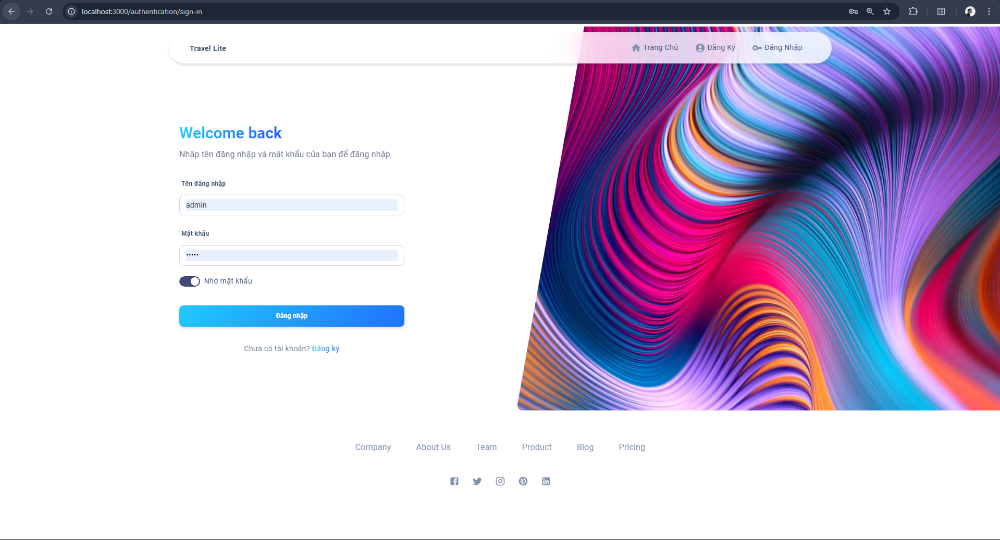 localhost:3000/authentication/sign-in
Travel Lite
Trang Chủ
Đăng Ký
Đăng Nhập
Welcome back
Nhập tên đăng nhập và mật khẩu của bạn để đăng nhập
Tên đăng nhập
admin
Mật khẩu
•••••
Nhớ mật khẩu
Đăng nhập
Chưa có tài khoản? Đăng ký
Company About Us Team Product Blog Pricing